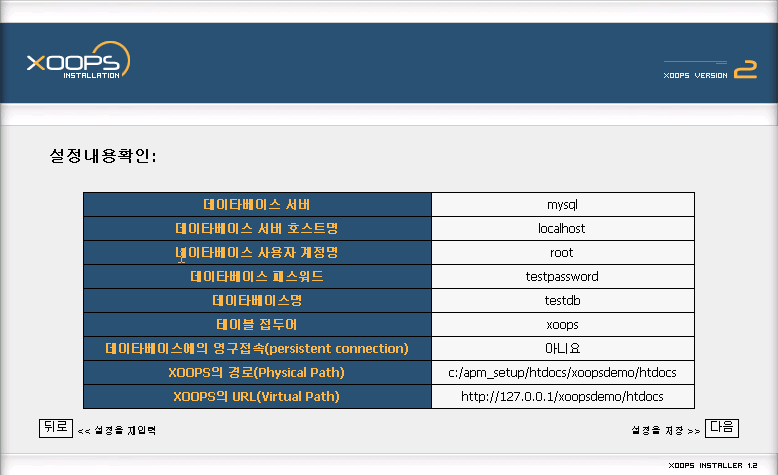 XOOPS
INSTALLATION
XOOPS VERSION 2
설정내용확인:
데이타베이스 서버 mysql
데이타베이스 서버 호스트명 localhost
데이타베이스 사용자 계정명 root
데이타베이스 패스워드 testpassword
데이타베이스명 testdb
테이블 접두어 xoops
데이타베이스에의 영구접속(persistent connection) 아니요
XOOPS의 경로(Physical Path) c:/apm_setup/htdocs/xoopsdemo/htdocs
XOOPS의 URL(Virtual Path) http://127.0.0.1/xoopsdemo/htdocs
뒤로 << 설정을 재입력 설정을 저장 >> 다음
XOOPS INSTALLER 1.2